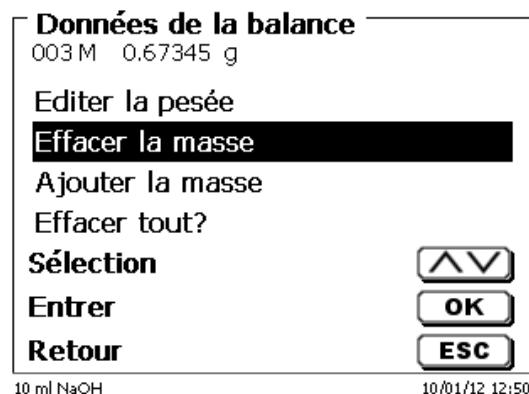 Données de la balance
003 M 0.67345 g
Editer la pesée
Effacer la masse
Ajouter la masse
Effacer tout?
Sélection
Entrer OK
Retour ESC
10 ml NaOH 10/01/12 12:50